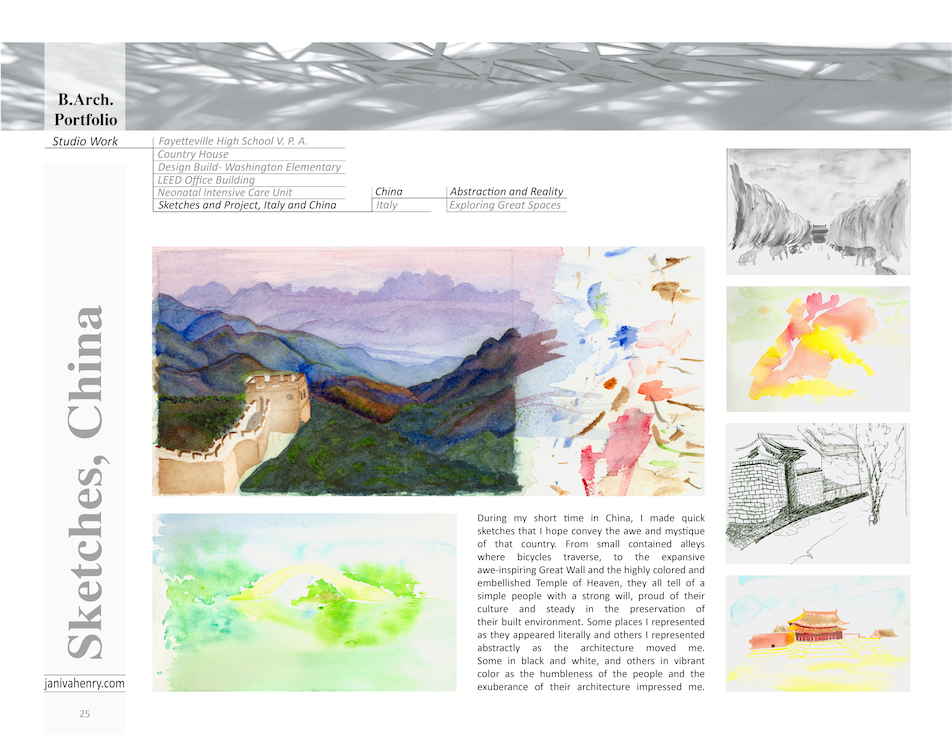 B.Arch.
Portfolio
Studio Work
Fayetteville High School V. P. A.
Country House
Design Build- Washington Elementary
LEED Office Building
Neonatal Intensive Care Unit
Sketches and Project, Italy and China
China
Italy
Abstraction and Reality
Exploring Great Spaces
Sketches, China
During my short time in China, I made quick
sketches that I hope convey the awe and mystique
of that country. From small contained alleys
where bicycles traverse, to the expansive
awe-inspiring Great Wall and the highly colored and
embellished Temple of Heaven, they all tell of a
simple people with a strong will, proud of their
culture and steady in the preservation of
their built environment. Some places I represented
as they appeared literally and others I represented
abstractly as the architecture moved me.
Some in black and white, and others in vibrant
color as the humbleness of the people and the
exuberance of their architecture impressed me.
janivahenry.com
25